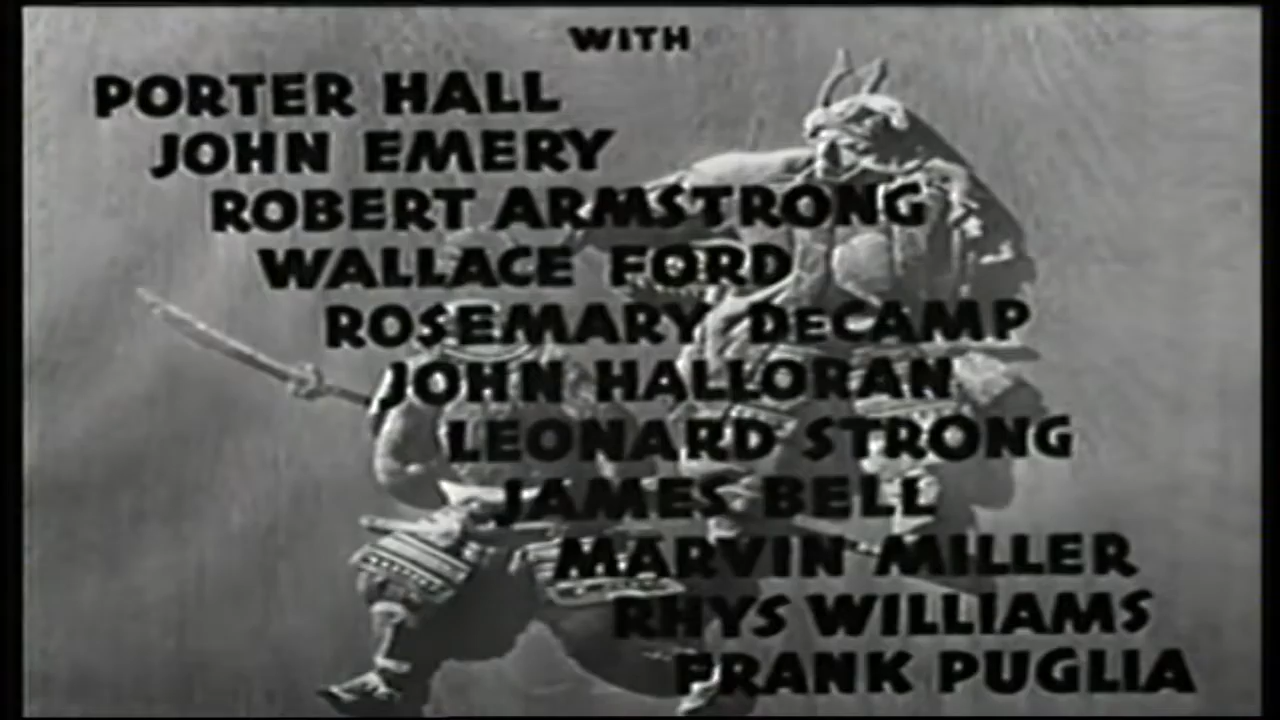 WITH
PORTER HALL
JOHN EMERY
ROBERT ARMSTRONG
WALLACE FORD
ROSEMARY DECAMP
JOHN HALLORAN
LEONARD STRONG
JAMES BELL
MARVIN MILLER
RHYS WILLIAMS
FRANK PUGLIA